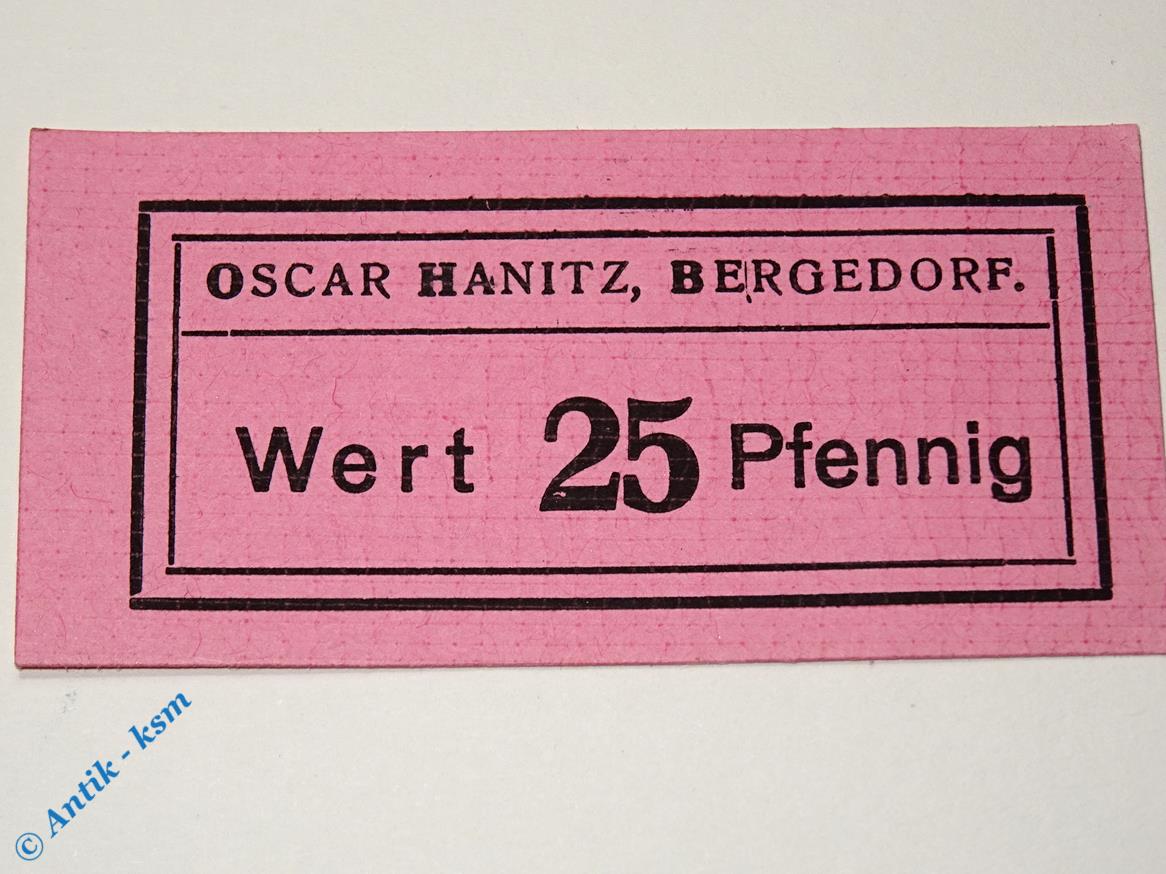 OSCAR HANITZ, BERGEDORF.
Wert 25 Pfennig
© Antik - ksm